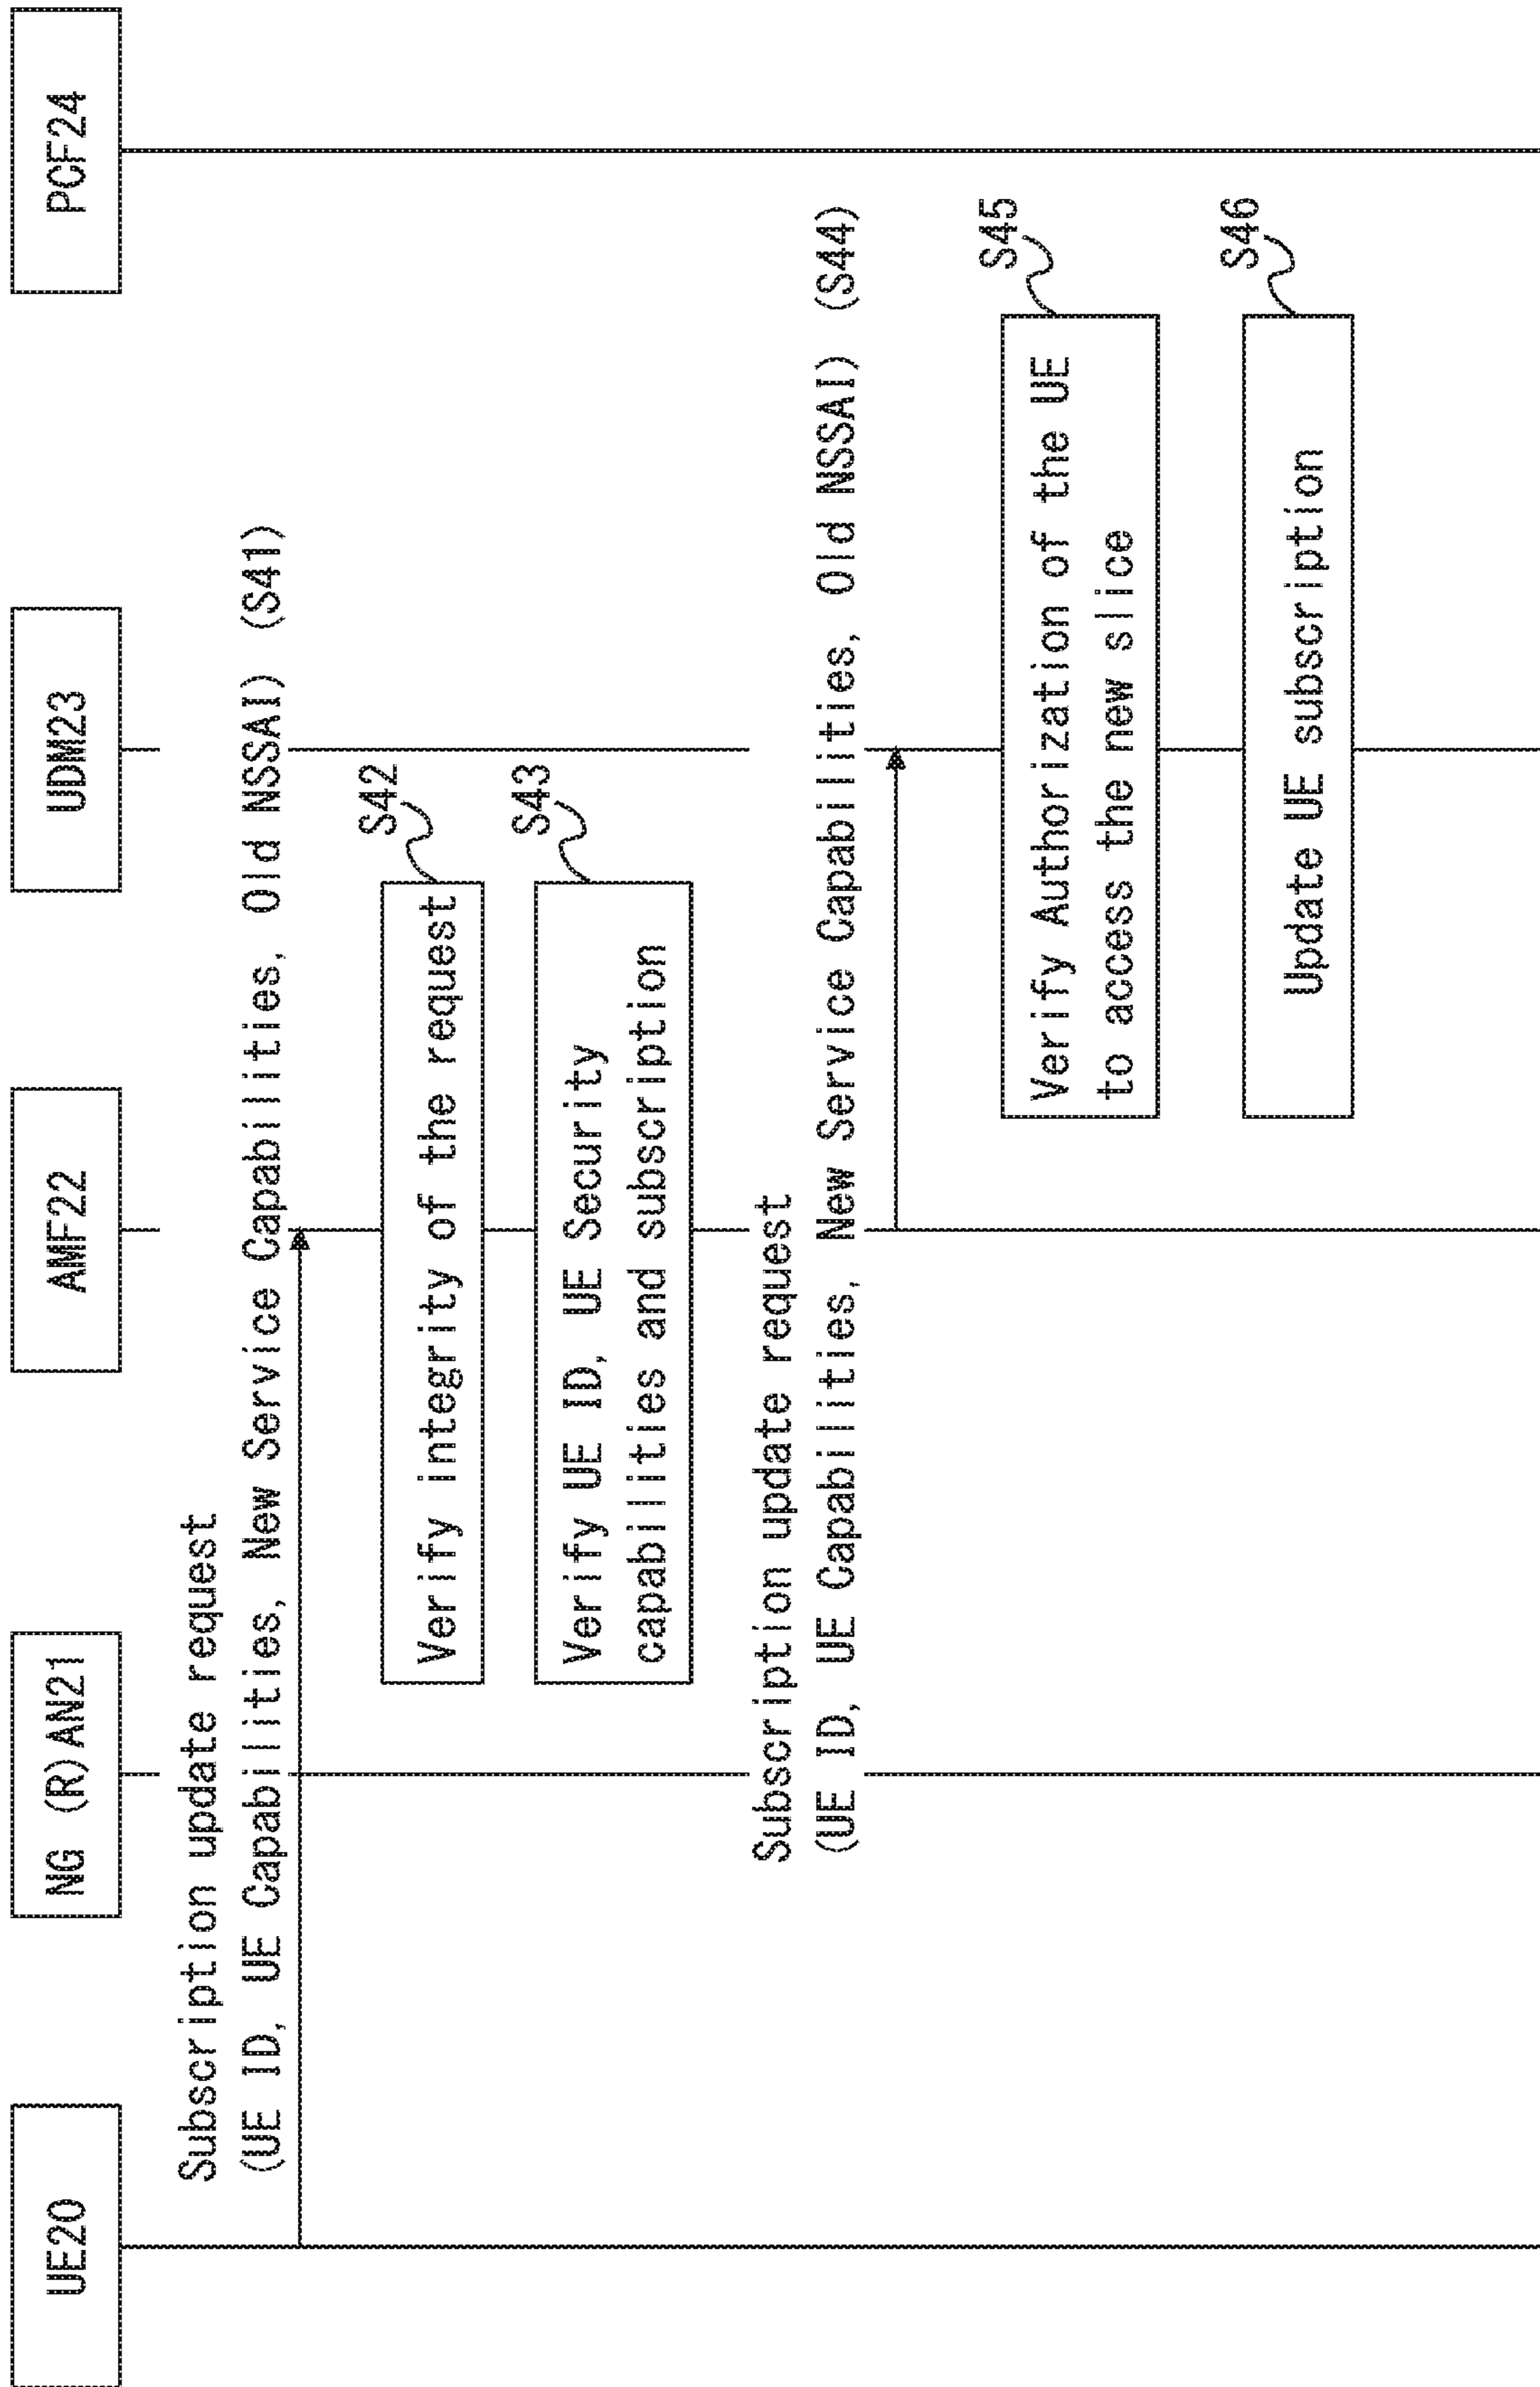 UE20
NG (R) AN21
AMF22
UDM23
PCF24
Subscription update request
(UE ID, UE Capabilities, New Service Capabilities, Old NSSAI) (S41)
Verify integrity of the request
S42
Verify UE ID, UE Security
capabilities and subscription
S43
Subscription update request
(UE ID, UE Capabilities, New Service Capabilities, Old NSSAI) (S44)
Verify Authorization of the UE
to access the new slice
S45
Update UE subscription
S46